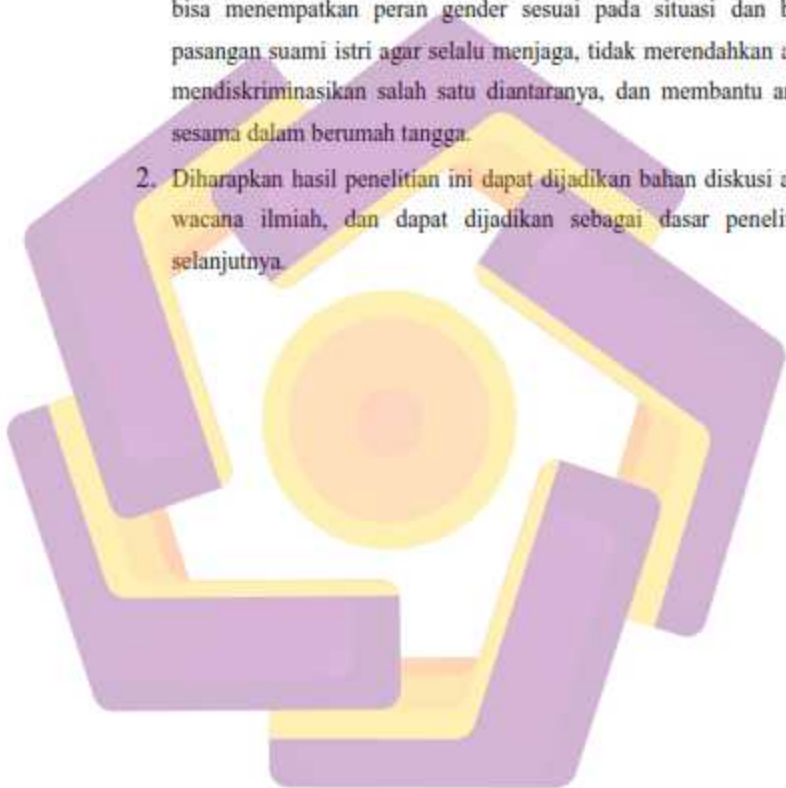 bisa menempatkan peran gender sesuai pada situasi dan
pasangan suami istri agar selalu menjaga, tidak merendahkan
mendiskriminasikan salah satu diantaranya, dan membantu
sesama dalam berumah tangga.
2. Diharapkan hasil penelitian ini dapat dijadikan bahan diskusi
wacana ilmiah, dan dapat dijadikan sebagai dasar
selanjutnya.